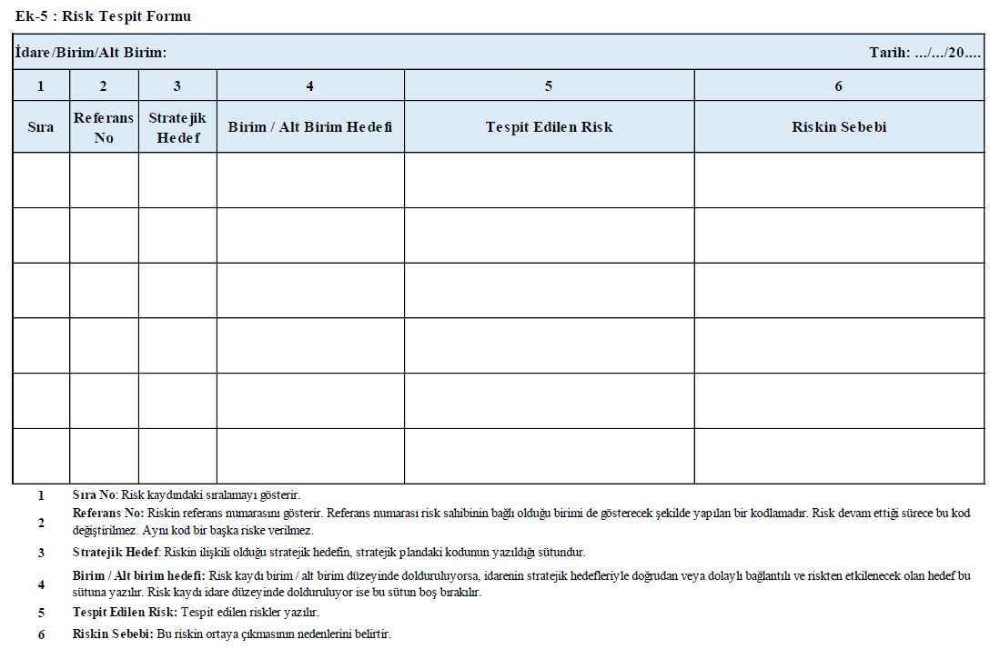 Ek-5 : Risk Tespit Formu
İdare/Birim/Alt Birim: Tarih: .../.../20....
1 2 3 4 5 6
Sıra Referans No Stratejik Hedef Birim / Alt Birim Hedefi Tespit Edilen Risk Riskin Sebebi
1 Sıra No: Risk kaydındaki sıralamayı gösterir.
2 Referans No: Riskin referans numarasını gösterir. Referans numarası risk sahibinin bağlı olduğu birimi de gösterecek şekilde yapılan bir kodlamadır. Risk devam ettiği sürece bu kod
değiştirilmez. Aynı kod bir başka riske verilmez.
3 Stratejik Hedef: Riskin ilişkili olduğu stratejik hedefin, stratejik plandaki kodunun yazıldığı sütundur.
4 Birim / Alt birim hedefi: Risk kaydı birim / alt birim düzeyinde dolduruluyorsa, idarenin stratejik hedefleriyle doğrudan veya dolaylı bağlantılı ve riskten etkilenecek olan hedef bu
sütuna yazılır. Risk kaydı idare düzeyinde dolduruluyor ise bu sütun boş bırakılır.
5 Tespit Edilen Risk: Tespit edilen riskler yazılır.
6 Riskin Sebebi: Bu riskin ortaya çıkmasının nedenlerini belirtir.